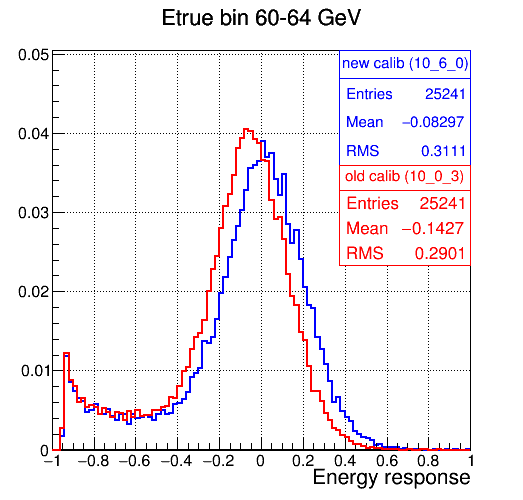 Etrue bin 60-64 GeV
new calib (10_6_0)
Entries 25241
Mean −0.08297
RMS 0.3111
old calib (10_0_3)
Entries 25241
Mean −0.1427
RMS 0.2901
0.05
0.04
0.03
0.02
0.01
0
−1 −0.8 −0.6 −0.4 −0.2 0 0.2 0.4 0.6 0.8 1
Energy response